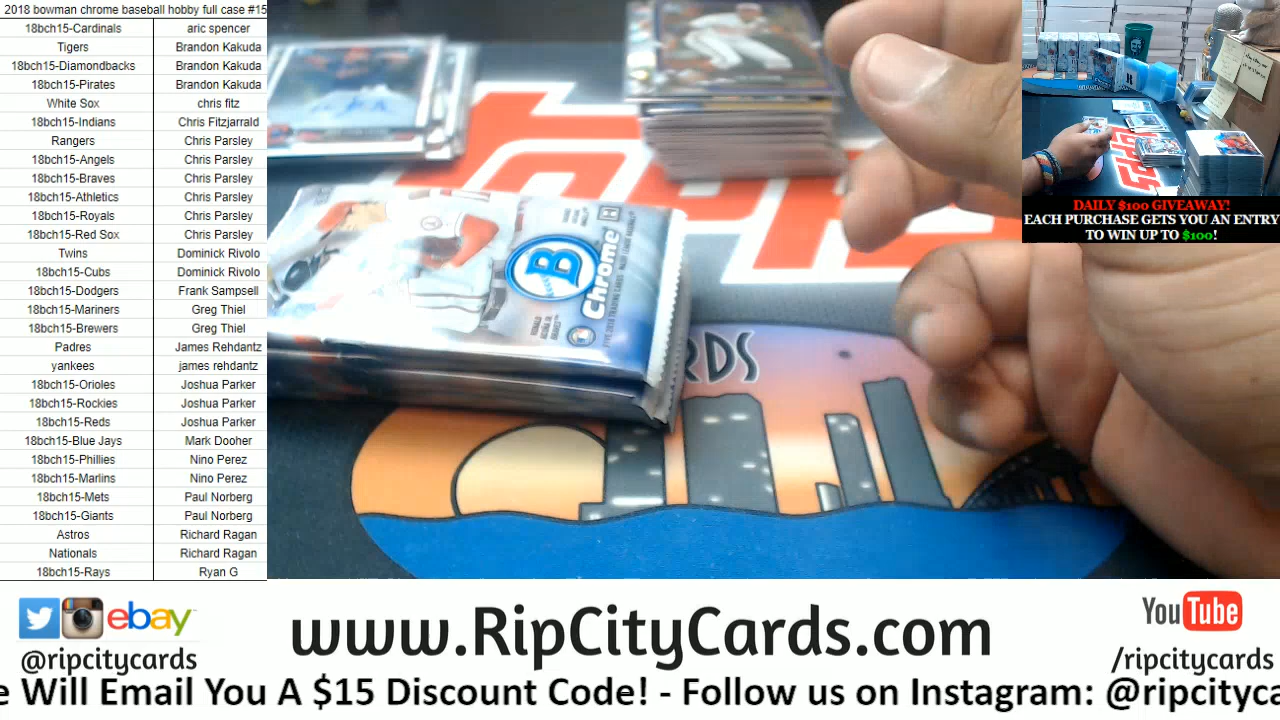 2018 bowman chrome baseball hobby full case #15
18bch15-Cardinals aric spencer
Tigers Brandon Kakuda
18bch15-Diamondbacks Brandon Kakuda
18bch15-Pirates Brandon Kakuda
White Sox chris fitz
18bch15-Indians Chris Fitzjarrald
Rangers Chris Parsley
18bch15-Angels Chris Parsley
18bch15-Braves Chris Parsley
18bch15-Athletics Chris Parsley
18bch15-Royals Chris Parsley
18bch15-Red Sox Chris Parsley
Twins Dominick Rivolo
18bch15-Cubs Dominick Rivolo
18bch15-Dodgers Frank Sampsell
18bch15-Mariners Greg Thiel
18bch15-Brewers Greg Thiel
Padres James Rehdantz
yankees james rehdantz
18bch15-Orioles Joshua Parker
18bch15-Rockies Joshua Parker
18bch15-Reds Joshua Parker
18bch15-Blue Jays Mark Dooher
18bch15-Phillies Nino Perez
18bch15-Marlins Nino Perez
18bch15-Mets Paul Norberg
18bch15-Giants Paul Norberg
Astros Richard Ragan
Nationals Richard Ragan
18bch15-Rays Ryan G
B
Chrome
RDS
DAILY $100 GIVEAWAY!
EACH PURCHASE GETS YOU AN ENTRY
TO WIN UP TO $100!
ebay
@ripcitycards
www.RipCityCards.com
YouTube
/ripcitycards
e Will Email You A $15 Discount Code! - Follow us on Instagram: @ripcityca